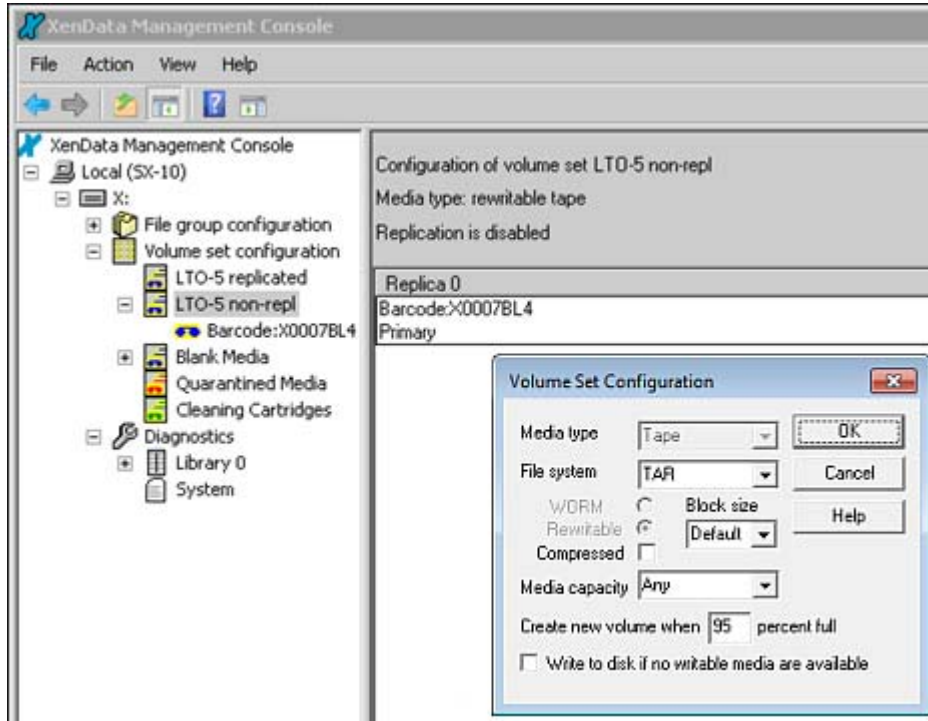 XenData Management Console
File Action View Help
XenData Management Console
Local (SX-10)
X:
File group configuration
Volume set configuration
LTO-5 replicated
LTO-5 non-repl
Barcode:X0007BL4
Blank Media
Quarantined Media
Cleaning Cartridges
Diagnostics
Library 0
System
Configuration of volume set LTO-5 non-repl
Media type: rewritable tape
Replication is disabled
Replica 0
Barcode:X0007BL4
Primary
Volume Set Configuration
Media type Tape OK
File system TAR Cancel
WORM Block size Help
Rewritable Default
Compressed
Media capacity Any
Create new volume when 95 percent full
Write to disk if no writable media are available